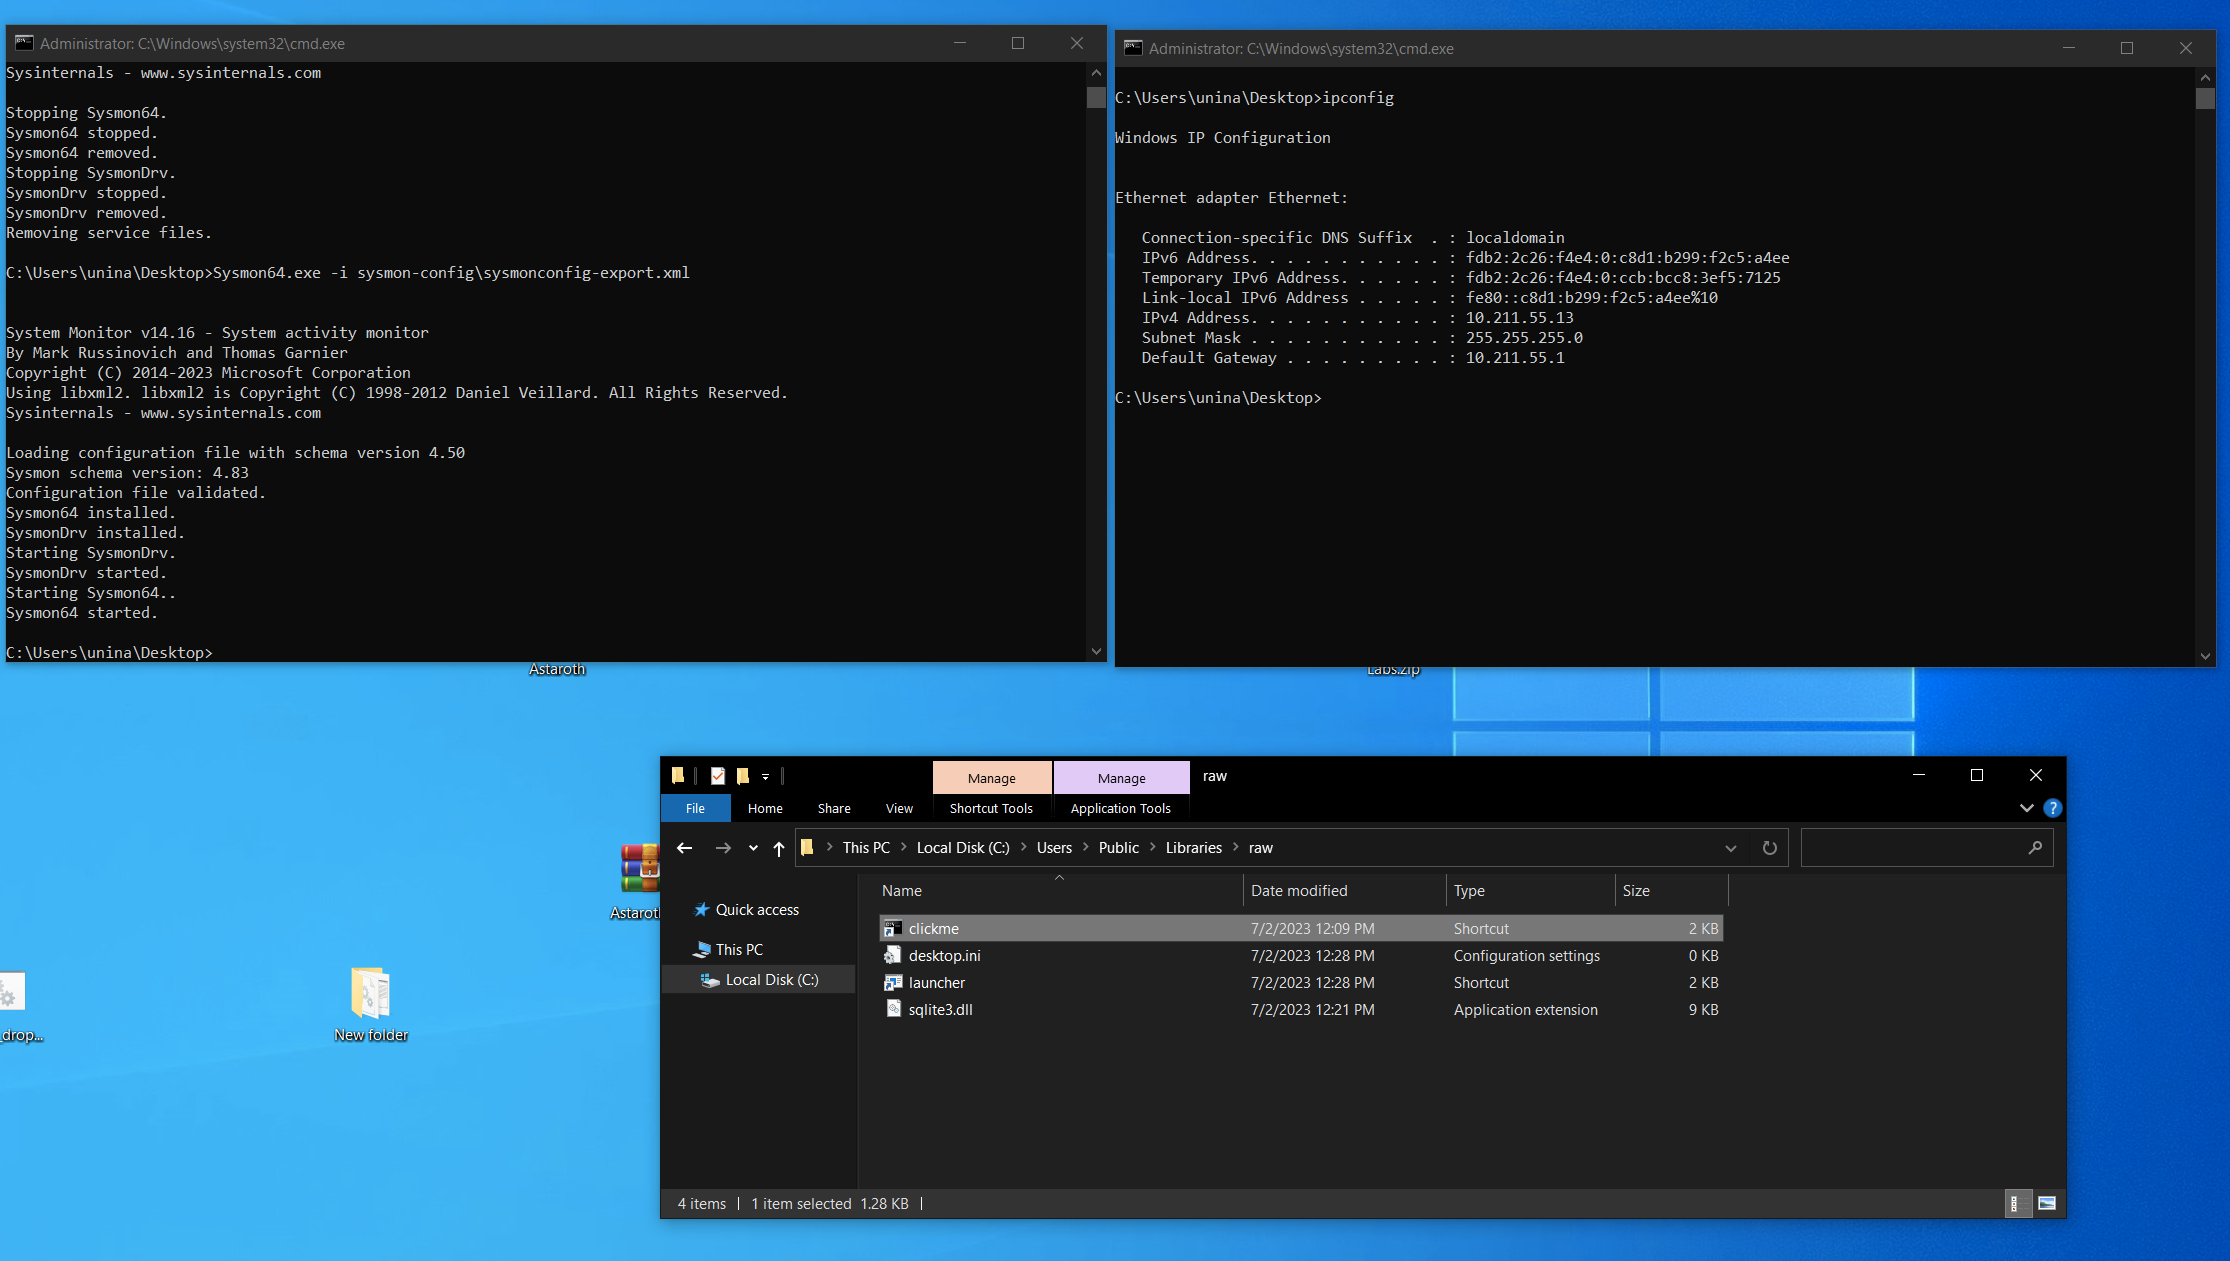 Administrator: C:\Windows\system32\cmd.exe
Sysinternals - www.sysinternals.com
Stopping Sysmon64.
Sysmon64 stopped.
Sysmon64 removed.
Stopping SysmonDrv.
SysmonDrv stopped.
SysmonDrv removed.
Removing service files.
C:\Users\unina\Desktop>Sysmon64.exe -i sysmon-config\sysmonconfig-export.xml
System Monitor v14.16 - System activity monitor
By Mark Russinovich and Thomas Garnier
Copyright (C) 2014-2023 Microsoft Corporation
Using libxml2. libxml2 is Copyright (C) 1998-2012 Daniel Veillard. All Rights Reserved.
Sysinternals - www.sysinternals.com
Loading configuration file with schema version 4.50
Sysmon schema version: 4.83
Configuration file validated.
Sysmon64 installed.
SysmonDrv installed.
Starting SysmonDrv.
SysmonDrv started.
Starting Sysmon64..
Sysmon64 started.
C:\Users\unina\Desktop>
Administrator: C:\Windows\system32\cmd.exe
C:\Users\unina\Desktop>ipconfig
Windows IP Configuration
Ethernet adapter Ethernet:
Connection-specific DNS Suffix  . : localdomain
IPv6 Address. . . . . . . . . . . : fdb2:2c26:f4e4:0:c8d1:b299:f2c5:a4ee
Temporary IPv6 Address. . . . . . : fdb2:2c26:f4e4:0:ccb:bcc8:3ef5:7125
Link-local IPv6 Address . . . . . : fe80::c8d1:b299:f2c5:a4ee%10
IPv4 Address. . . . . . . . . . . : 10.211.55.13
Subnet Mask . . . . . . . . . . . : 255.255.255.0
Default Gateway . . . . . . . . . : 10.211.55.1
C:\Users\unina\Desktop>
Astaroth
Labs.zip
Astarot
_drop...
New folder
Manage Manage raw
File Home Share View Shortcut Tools Application Tools
This PC > Local Disk (C:) > Users > Public > Libraries > raw
Quick access
This PC
Local Disk (C:)
Name Date modified Type Size
clickme 7/2/2023 12:09 PM Shortcut 2 KB
desktop.ini 7/2/2023 12:28 PM Configuration settings 0 KB
launcher 7/2/2023 12:28 PM Shortcut 2 KB
sqlite3.dll 7/2/2023 12:21 PM Application extension 9 KB
4 items 1 item selected 1.28 KB